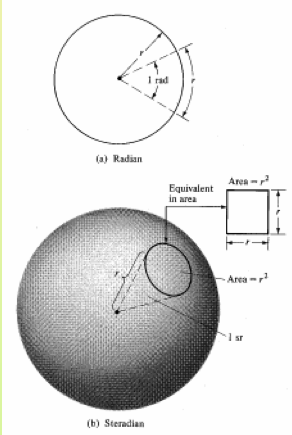 r
1 rad
r
(a) Radian
Area = r²
Equivalent
in area
r
r
Area = r²
r
1 sr
(b) Steradian